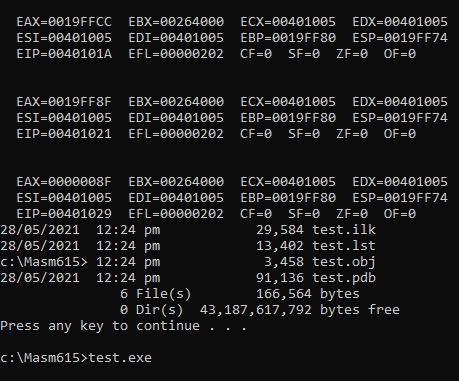 EAX=0019FFCC EBX=00264000 ECX=00401005 EDX=00401005
ESI=00401005 EDI=00401005 EBP=0019FF80 ESP=0019FF74
EIP=0040101A EFL=00000202 CF=0 SF=0 ZF=0 OF=0
EAX=0019FF8F EBX=00264000 ECX=00401005 EDX=00401005
ESI=00401005 EDI=00401005 EBP=0019FF80 ESP=0019FF74
EIP=00401021 EFL=00000202 CF=0 SF=0 ZF=0 OF=0
EAX=0000008F EBX=00264000 ECX=00401005 EDX=00401005
ESI=00401005 EDI=00401005 EBP=0019FF80 ESP=0019FF74
EIP=00401029 EFL=00000202 CF=0 SF=0 ZF=0 OF=0
28/05/2021 12:24 pm 29,584 test.ilk
28/05/2021 12:24 pm 13,402 test.lst
c:\Masm615> 12:24 pm 3,458 test.obj
28/05/2021 12:24 pm 91,136 test.pdb
6 File(s) 166,564 bytes
0 Dir(s) 43,187,617,792 bytes free
Press any key to continue . . .
c:\Masm615>test.exe